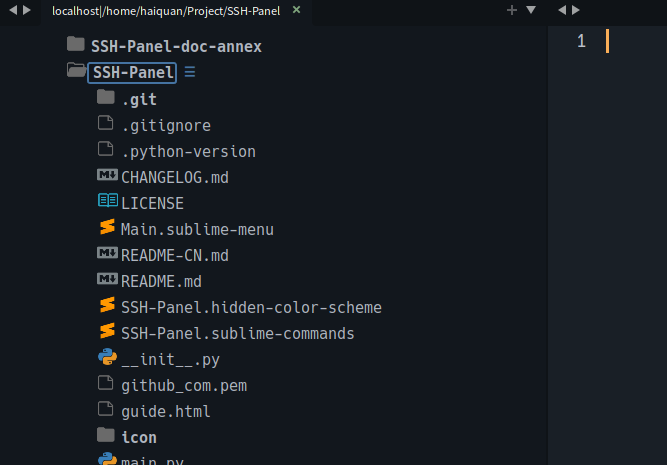 localhost|/home/haiquan/Project/SSH-Panel
1
SSH-Panel-doc-annex
SSH-Panel
.git
.gitignore
.python-version
CHANGELOG.md
LICENSE
Main.sublime-menu
README-CN.md
README.md
SSH-Panel.hidden-color-scheme
SSH-Panel.sublime-commands
__init__.py
github_com.pem
guide.html
icon
main.py